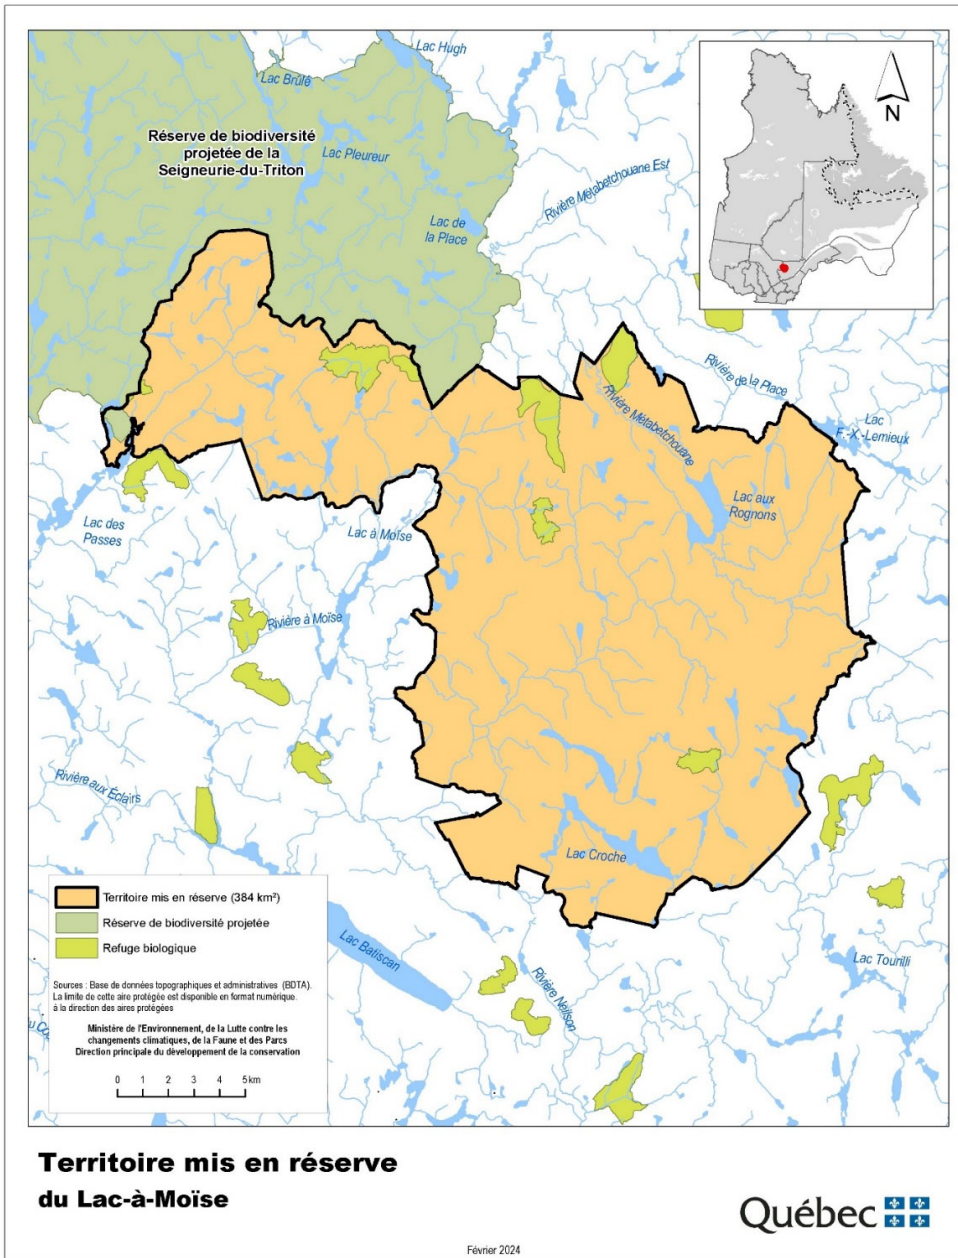 Lac Hugh
Lac Brûlé
Réserve de biodiversité
projetée de la
Seigneurie-du-Triton
Lac Pleureur
Rivière Métabetchouane Est
Lac de
la Place
N
Rivière de la Place
Rivière Métabetchouane
Lac
F.-X.-Lemieux
Lac aux
Rognons
Lac des
Passes
Lac à Moïse
Rivière à Moïse
Rivière aux Éclairs
Lac Croche
Territoire mis en réserve (384 km²)
Réserve de biodiversité projetée
Refuge biologique
Lac Batiscan
Rivière Neilson
Lac Tourilli
Sources : Base de données topographiques et administratives (BDTA).
La limite de cette aire protégée est disponible en format numérique.
à la direction des aires protégées
Ministère de l'Environnement, de la Lutte contre les
changements climatiques, de la Faune et des Parcs
Direction principale du développement de la conservation
0 1 2 3 4 5 km
Territoire mis en réserve
du Lac-à-Moïse
Québec
Février 2024